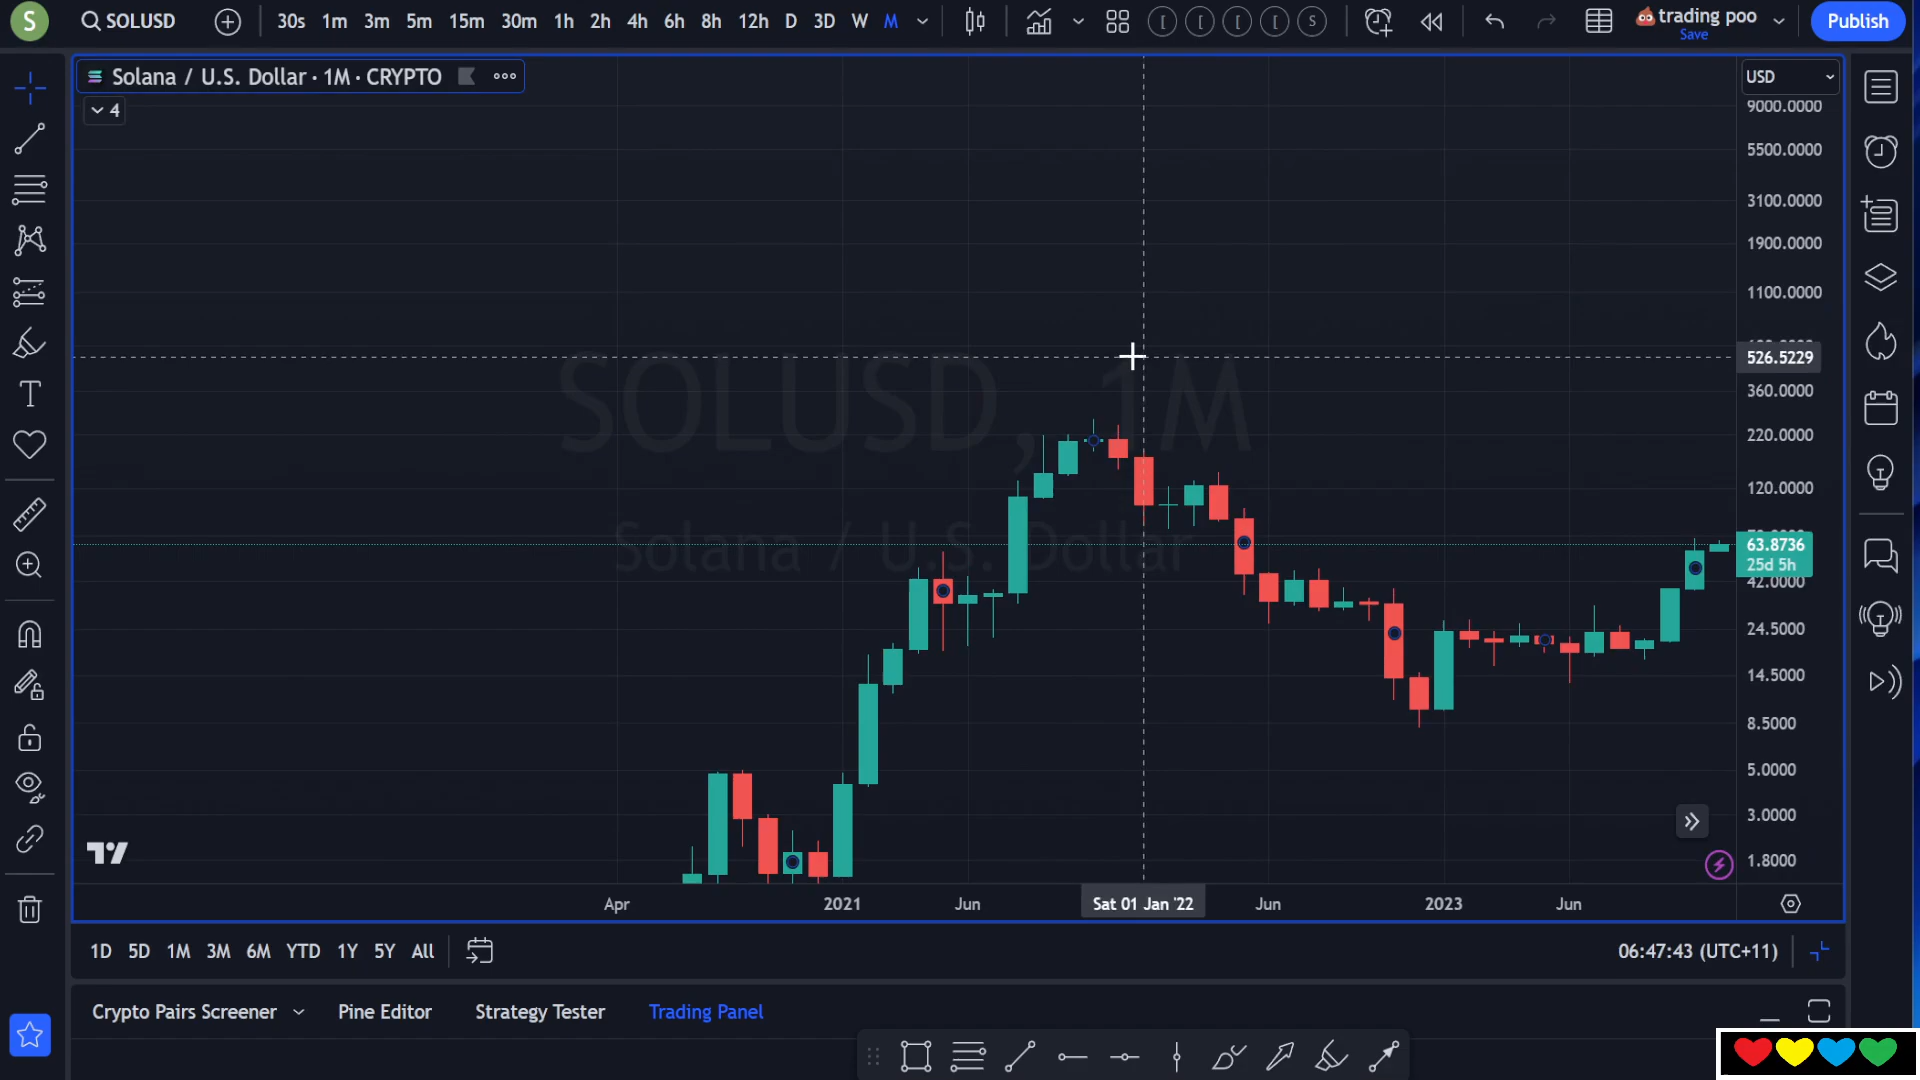 S
SOLUSD
30s 1m 3m 5m 15m 30m 1h 2h 4h 6h 8h 12h D 3D W M
[ [ [ [ S
trading poo
Save
Publish
Solana / U.S. Dollar · 1M · CRYPTO
4
USD
9000.0000
5500.0000
3100.0000
1900.0000
1100.0000
526.5229
360.0000
220.0000
120.0000
63.8736
25d 5h
42.0000
24.5000
14.5000
8.5000
5.0000
3.0000
1.8000
SOLUSD, 1M
Solana / U.S. Dollar
Apr 2021 Jun Sat 01 Jan '22 Jun 2023 Jun
1D 5D 1M 3M 6M YTD 1Y 5Y All
06:47:43 (UTC+11)
Crypto Pairs Screener Pine Editor Strategy Tester Trading Panel